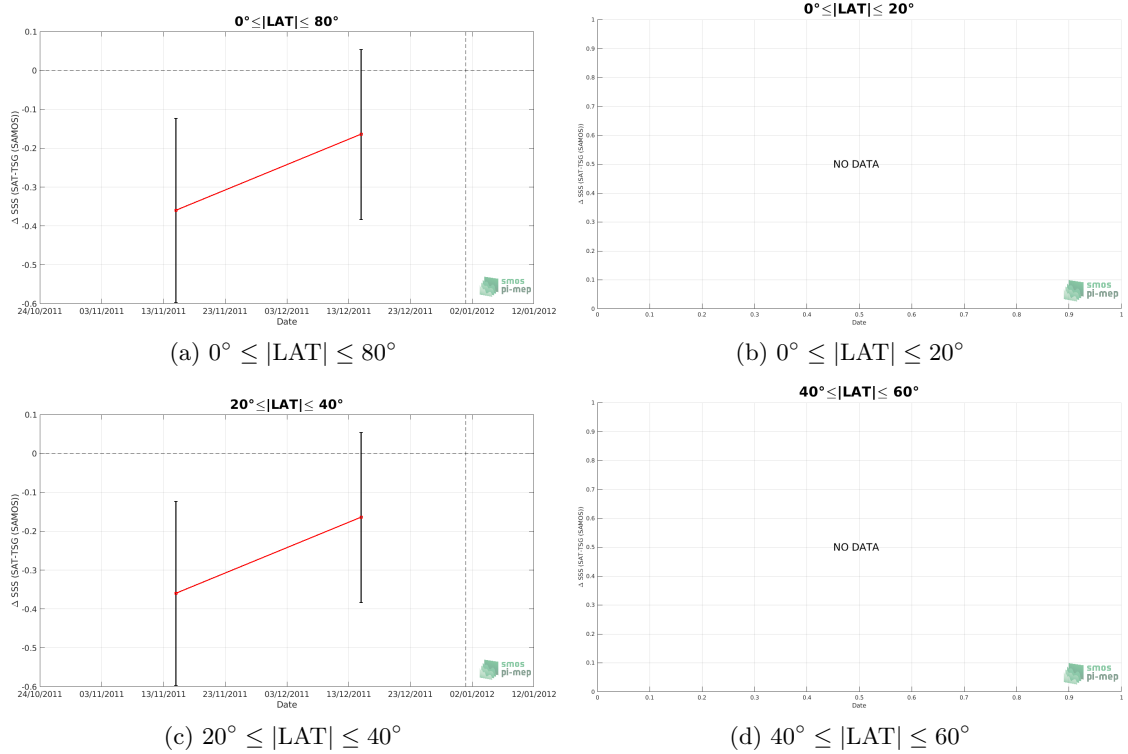 0°≤|LAT|≤ 80°
0.1
0
-0.1
-0.2
-0.3
-0.4
-0.5
-0.6
Δ SSS (SAT-TSG (SAMOS))
24/10/2011 03/11/2011 13/11/2011 23/11/2011 03/12/2011 13/12/2011 23/12/2011 02/01/2012 12/01/2012
Date
smos
pi-mep
(a) 0° ≤ |LAT| ≤ 80°
0°≤|LAT|≤ 20°
1
0.9
0.8
0.7
0.6
0.5
0.4
0.3
0.2
0.1
0
Δ SSS (SAT-TSG (SAMOS))
NO DATA
0 0.1 0.2 0.3 0.4 0.5 0.6 0.7 0.8 0.9 1
Date
smos
pi-mep
(b) 0° ≤ |LAT| ≤ 20°
20°≤|LAT|≤ 40°
0.1
0
-0.1
-0.2
-0.3
-0.4
-0.5
-0.6
Δ SSS (SAT-TSG (SAMOS))
24/10/2011 03/11/2011 13/11/2011 23/11/2011 03/12/2011 13/12/2011 23/12/2011 02/01/2012 12/01/2012
Date
smos
pi-mep
(c) 20° ≤ |LAT| ≤ 40°
40°≤|LAT|≤ 60°
1
0.9
0.8
0.7
0.6
0.5
0.4
0.3
0.2
0.1
0
Δ SSS (SAT-TSG (SAMOS))
NO DATA
0 0.1 0.2 0.3 0.4 0.5 0.6 0.7 0.8 0.9 1
Date
smos
pi-mep
(d) 40° ≤ |LAT| ≤ 60°